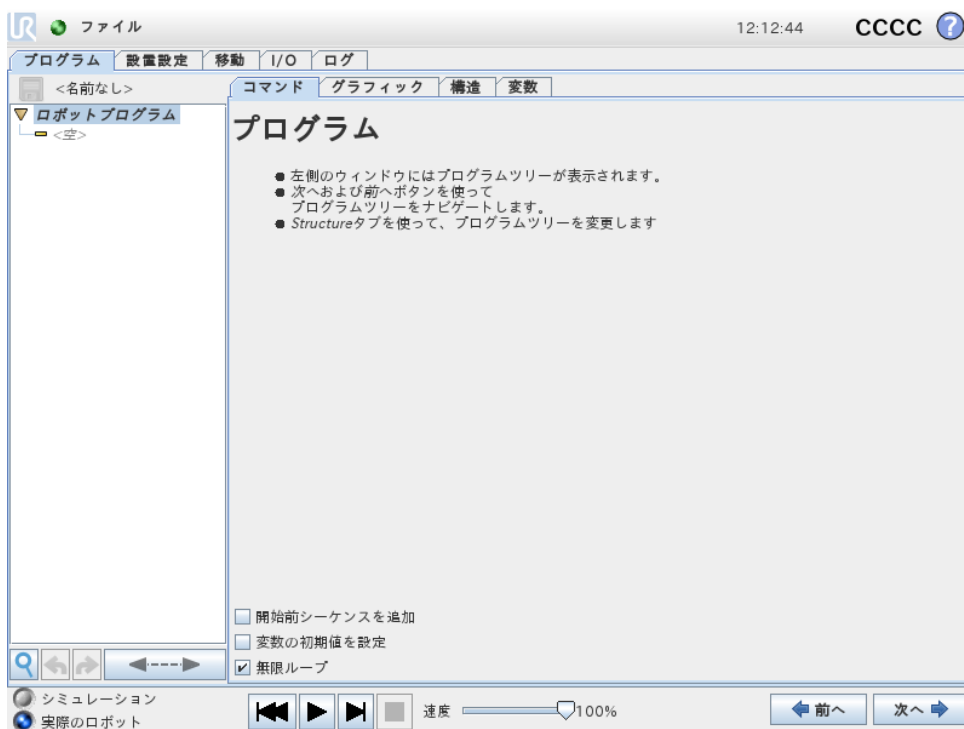 UR ファイル 12:12:44 CCCC ?
プログラム 設置設定 移動 I/O ログ
<名前なし> コマンド グラフィック 構造 変数
ロボットプログラム
<空>
プログラム
左側のウィンドウにはプログラムツリーが表示されます。
次へおよび前へボタンを使って
プログラムツリーをナビゲートします。
Structureタブを使って、プログラムツリーを変更します
開始前シーケンスを追加
変数の初期値を設定
無限ループ
シミュレーション
実際のロボット
速度 100% 前へ 次へ